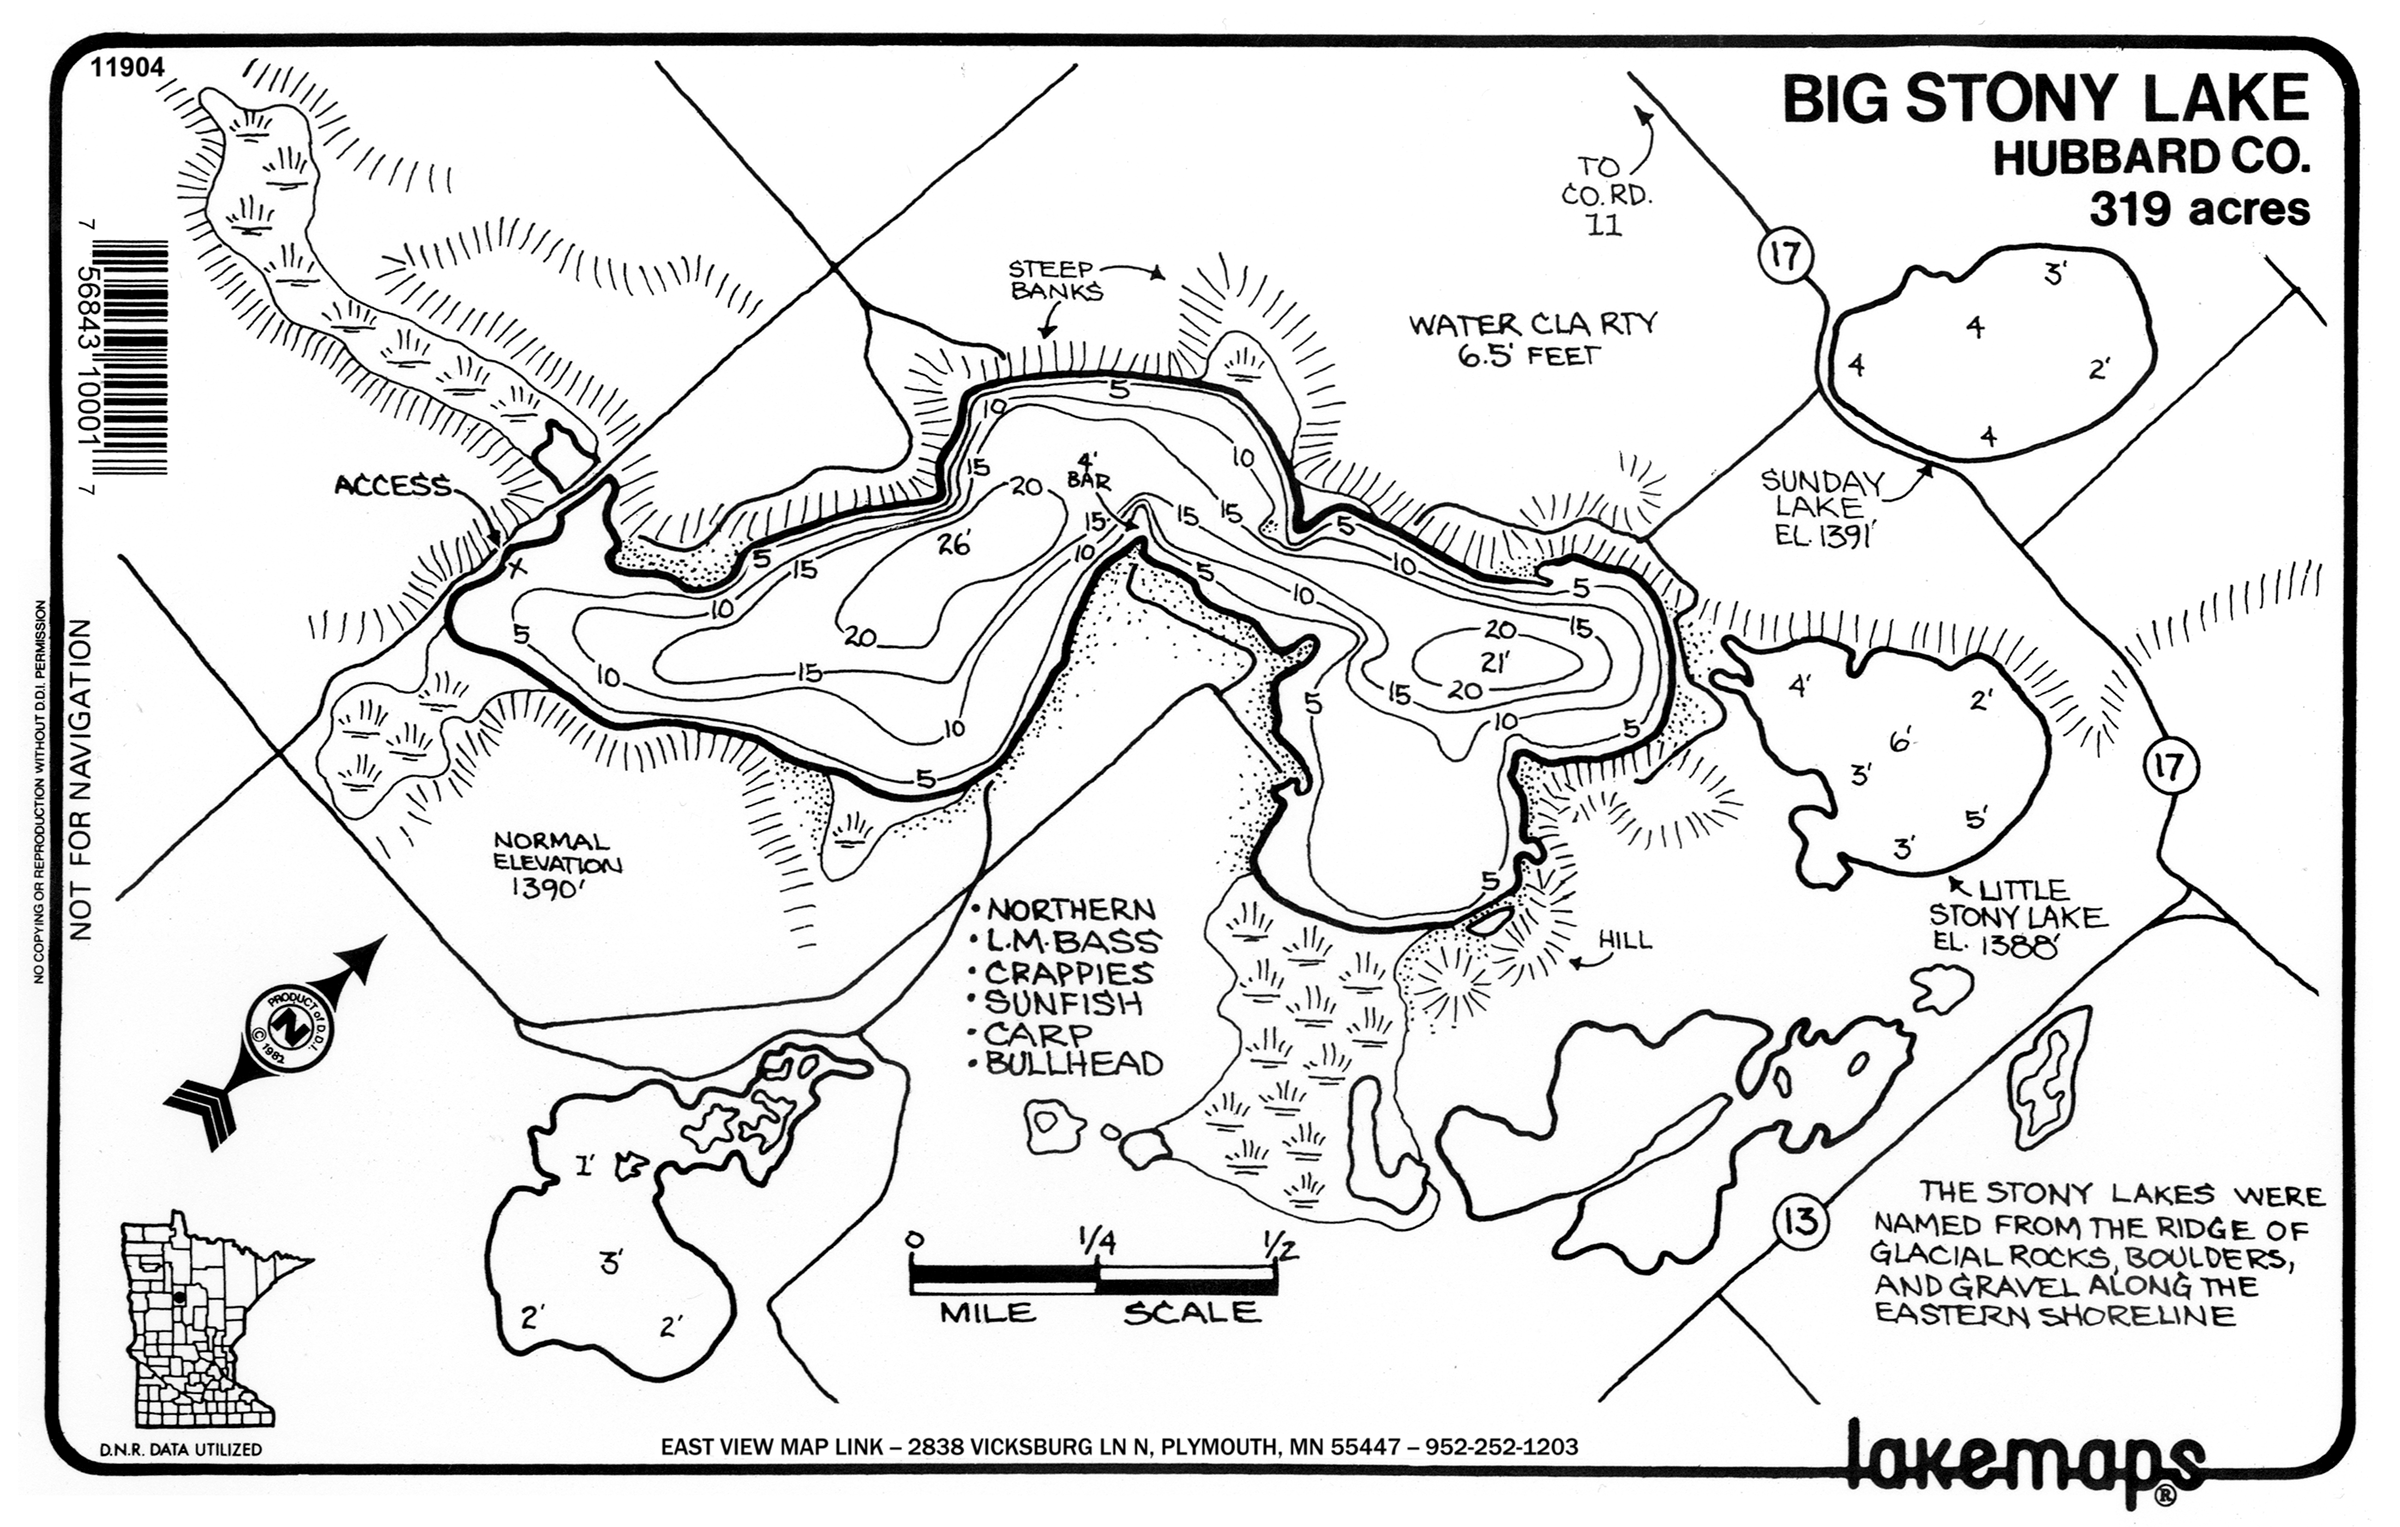 11904
BIG STONY LAKE
HUBBARD CO.
319 acres
TO
CO. RD.
11
17
STEEP
BANKS
WATER CLA RTY
6.5' FEET
3'
4
4
2'
4
SUNDAY
LAKE
EL. 1391'
ACCESS
X
7 56843 10001 7
NOT FOR NAVIGATION
NO COPYING OR REPRODUCTION WITHOUT D.D.I. PERMISSION
5
10
10
15
4'
BAR
20
15
15
15
26'
10
5
5
15
10
10
5
5
10
20
15
20
21'
5
10
15
5
15
20
10
5
10
5
5
4'
2'
6'
3'
5'
3'
17
LITTLE
STONY LAKE
EL. 1388'
NORMAL
ELEVATION
1390'
• NORTHERN
• L.M. BASS
• CRAPPIES
• SUNFISH
• CARP
• BULLHEAD
HILL
PRODUCT of D.D.I.
N
© 1982
1'
3'
2'
2'
0 1/4 1/2
MILE SCALE
13
THE STONY LAKES WERE
NAMED FROM THE RIDGE OF
GLACIAL ROCKS, BOULDERS,
AND GRAVEL ALONG THE
EASTERN SHORELINE
D.N.R. DATA UTILIZED
EAST VIEW MAP LINK – 2838 VICKSBURG LN N, PLYMOUTH, MN 55447 – 952-252-1203
lakemaps®